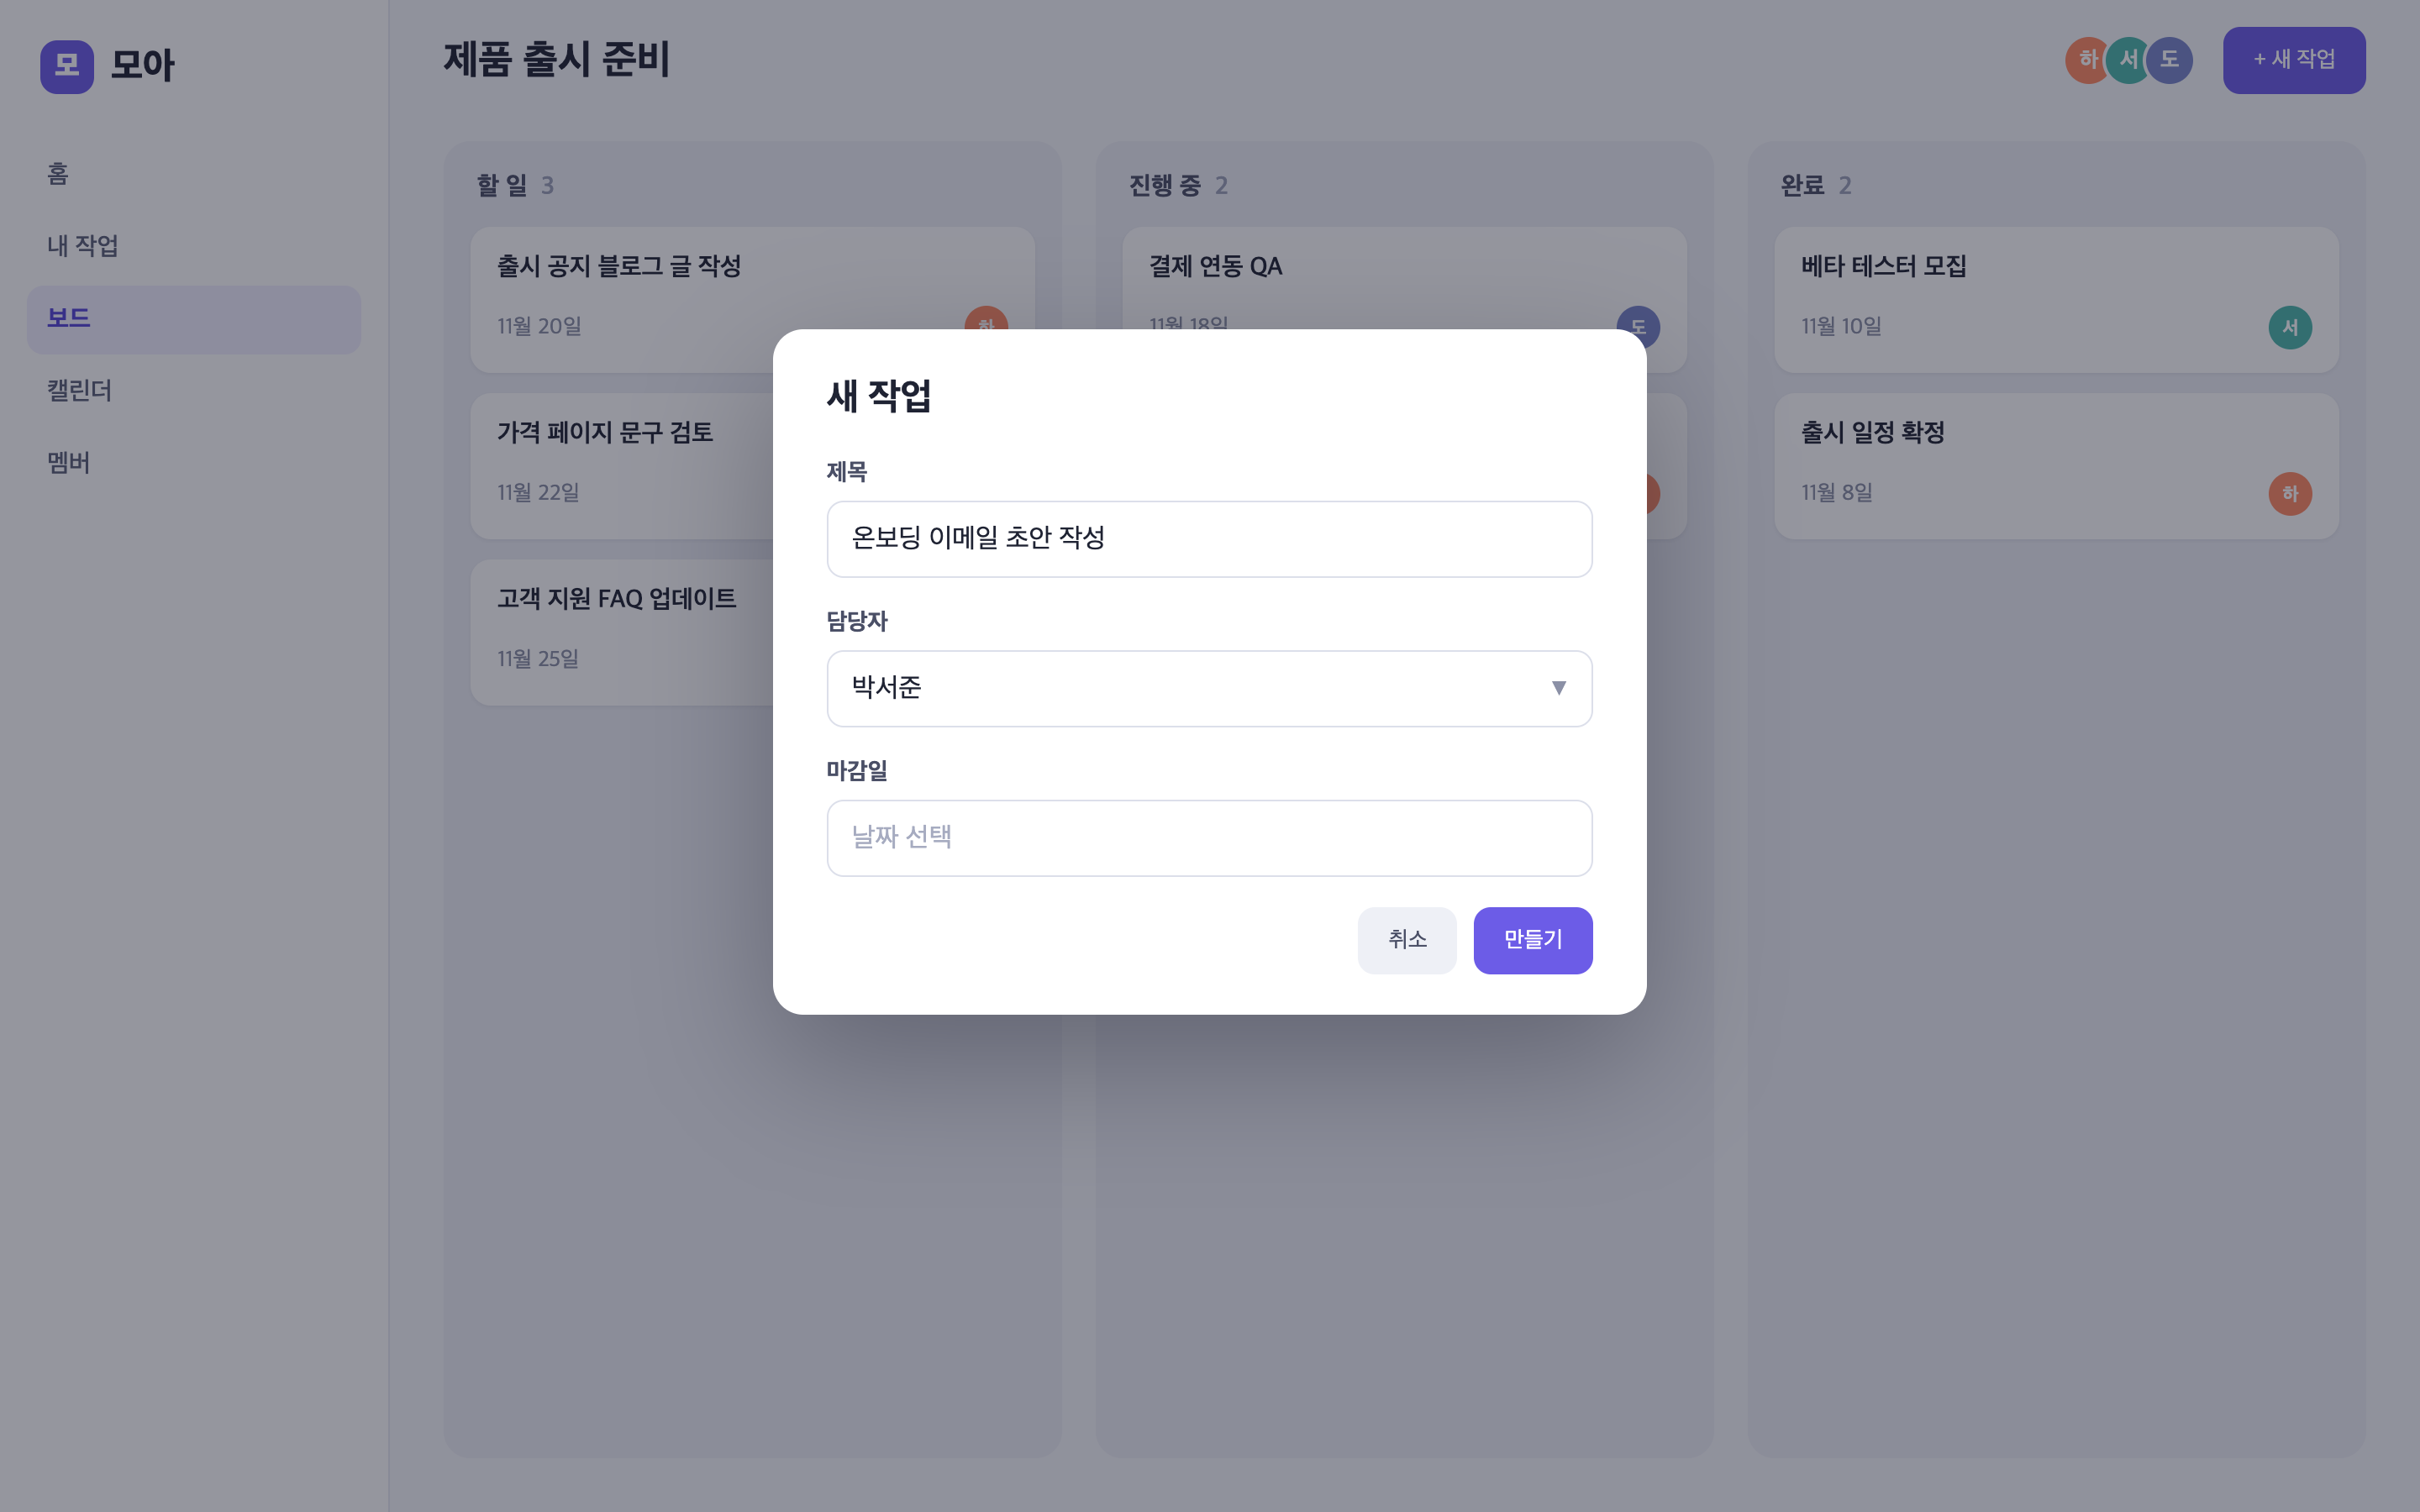 모 모아
홈
내 작업
보드
캘린더
멤버
제품 출시 준비
하 서 도
+ 새 작업
할 일 3
출시 공지 블로그 글 작성
11월 20일
하
가격 페이지 문구 검토
11월 22일
고객 지원 FAQ 업데이트
11월 25일
진행 중 2
결제 연동 QA
11월 18일
도
완료 2
베타 테스터 모집
11월 10일
서
출시 일정 확정
11월 8일
하
새 작업
제목
온보딩 이메일 초안 작성
담당자
박서준 ▼
마감일
날짜 선택
취소
만들기